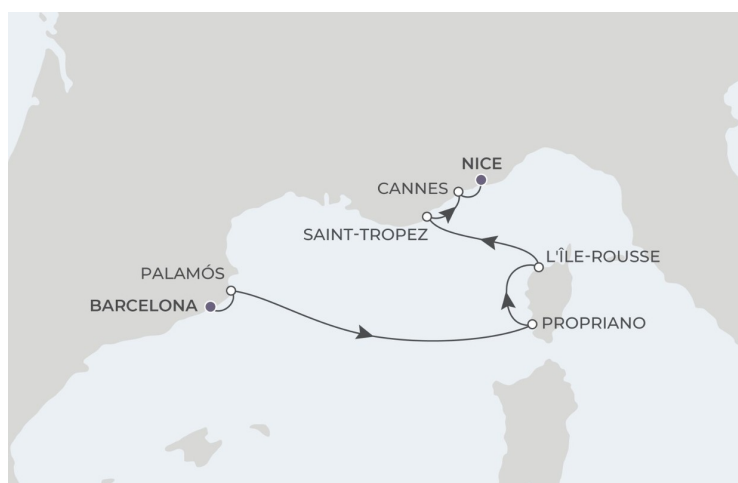 NICE
CANNES
SAINT-TROPEZ
L'ÎLE-ROUSSE
PALAMÓS
BARCELONA
PROPRIANO